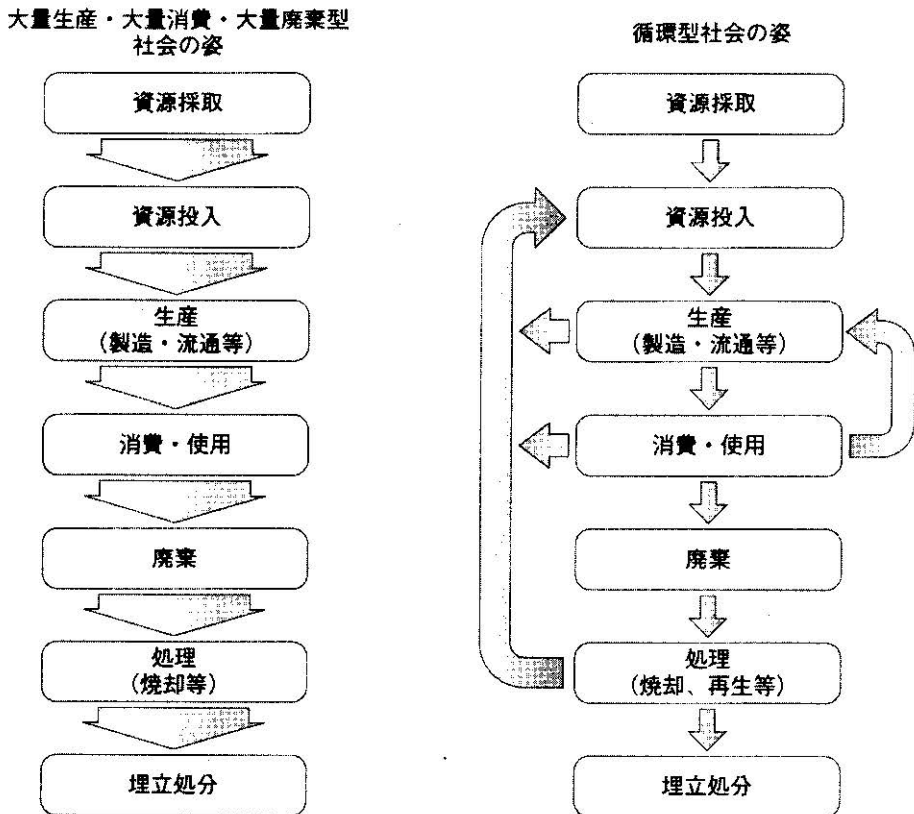 大量生産・大量消費・大量廃棄型
社会の姿
資源採取
資源投入
生産
(製造・流通等)
消費・使用
廃棄
処理
(焼却等)
埋立処分
循環型社会の姿
資源採取
資源投入
生産
(製造・流通等)
消費・使用
廃棄
処理
(焼却、再生等)
埋立処分